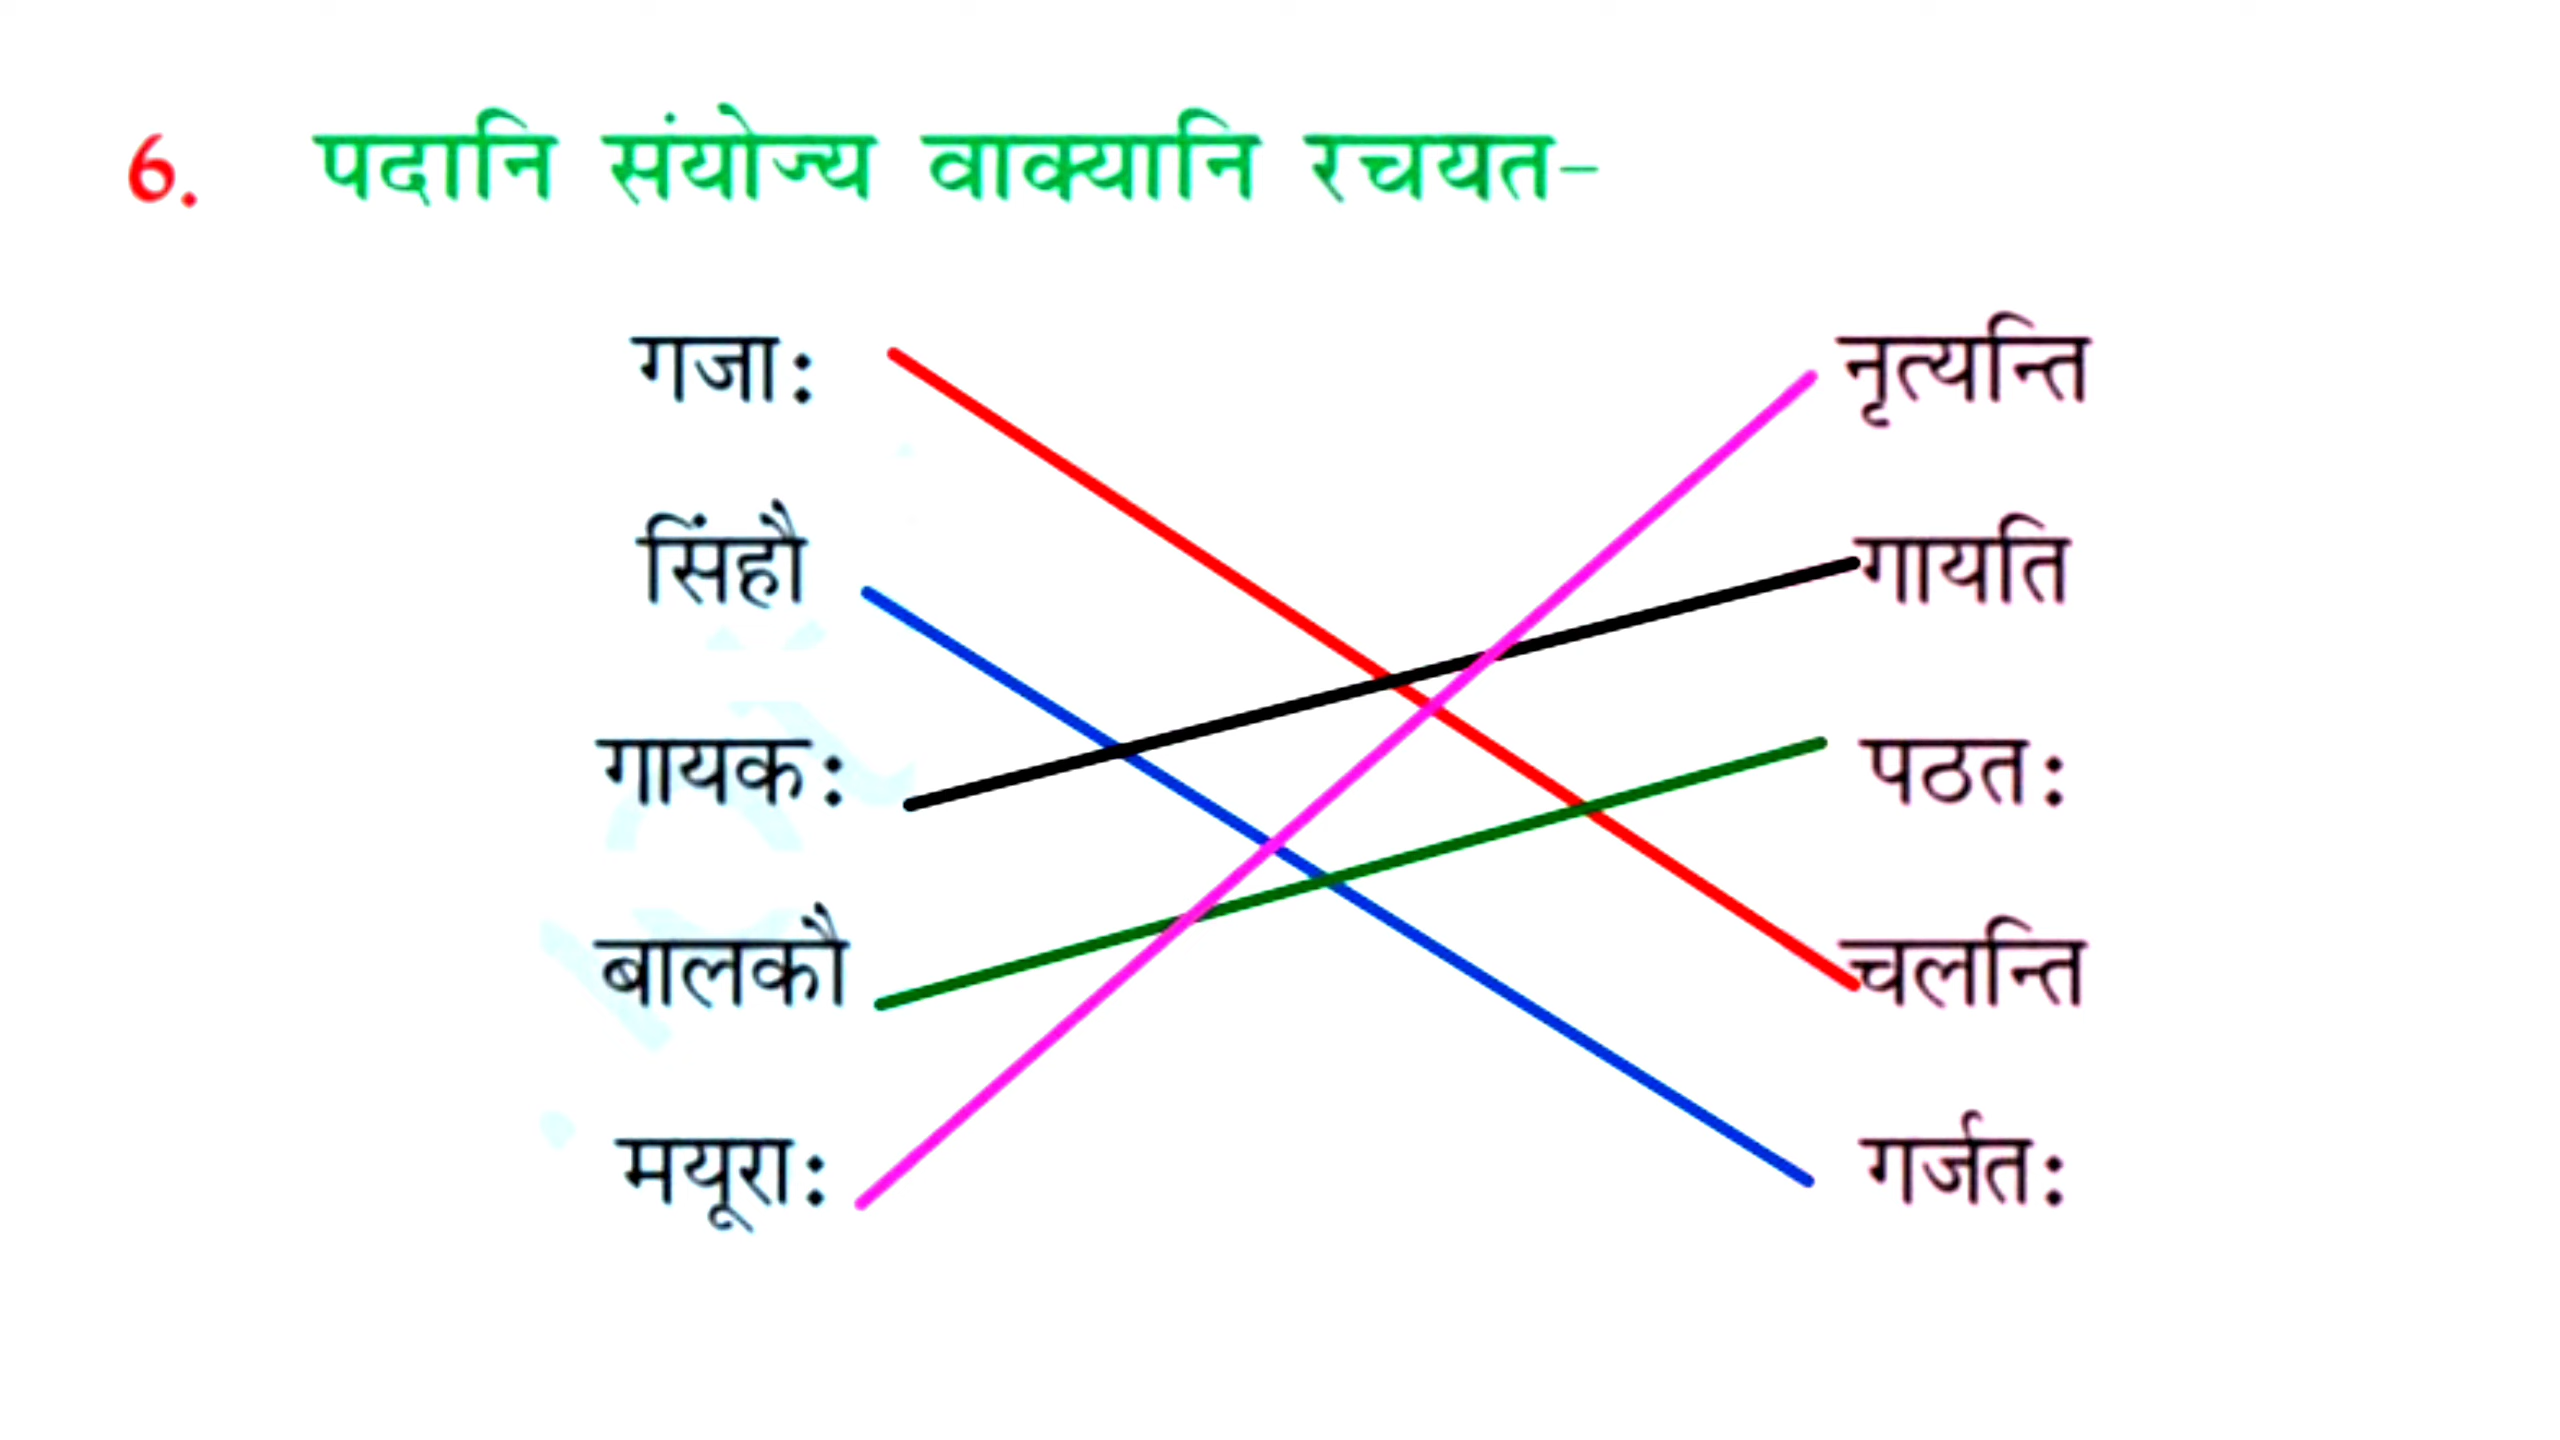 6. पदानि संयोज्य वाक्यानि रचयत-
गजाः नृत्यन्ति
सिंहौ गायति
गायकः पठतः
बालकौ चलन्ति
मयूराः गर्जतः